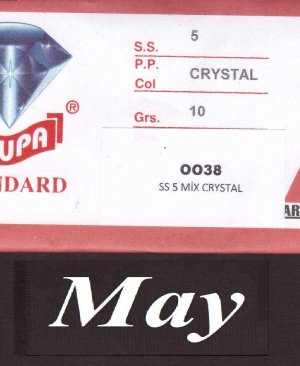 S.S. 5
P.P.
Col CRYSTAL
UPA ®
Grs. 10
NDARD
0038
SS 5 MİX CRYSTAL
AR
May